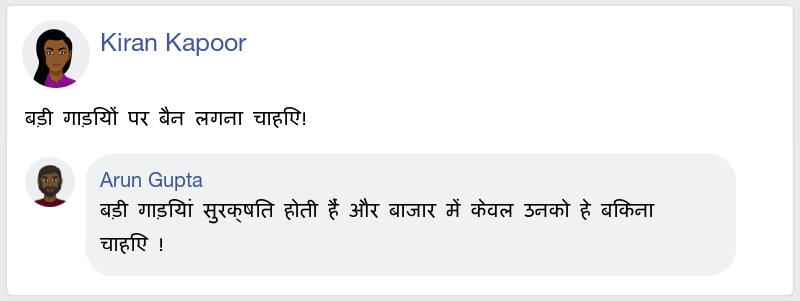 Kiran Kapoor
बड़ी गाड़ियों पर बैन लगना चाहिए!
Arun Gupta
बड़ी गाड़ियां सुरक्षति होती हैं और बाजार में केवल उनको हे बकिना
चाहिए !